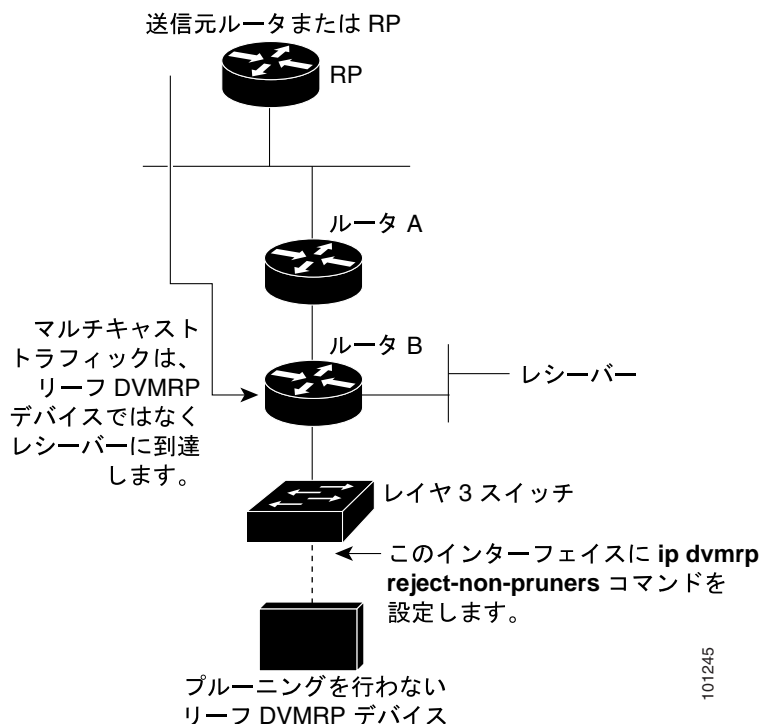 送信元ルータまたは RP
RP
ルータ A
マルチキャスト
トラフィックは、
リーフ DVMRP
デバイスではなく
レシーバーに到達
します。
ルータ B
レシーバー
レイヤ 3 スイッチ
このインターフェイスに ip dvmrp
reject-non-pruners コマンドを
設定します。
プルーニングを行わない
リーフ DVMRP デバイス
101245